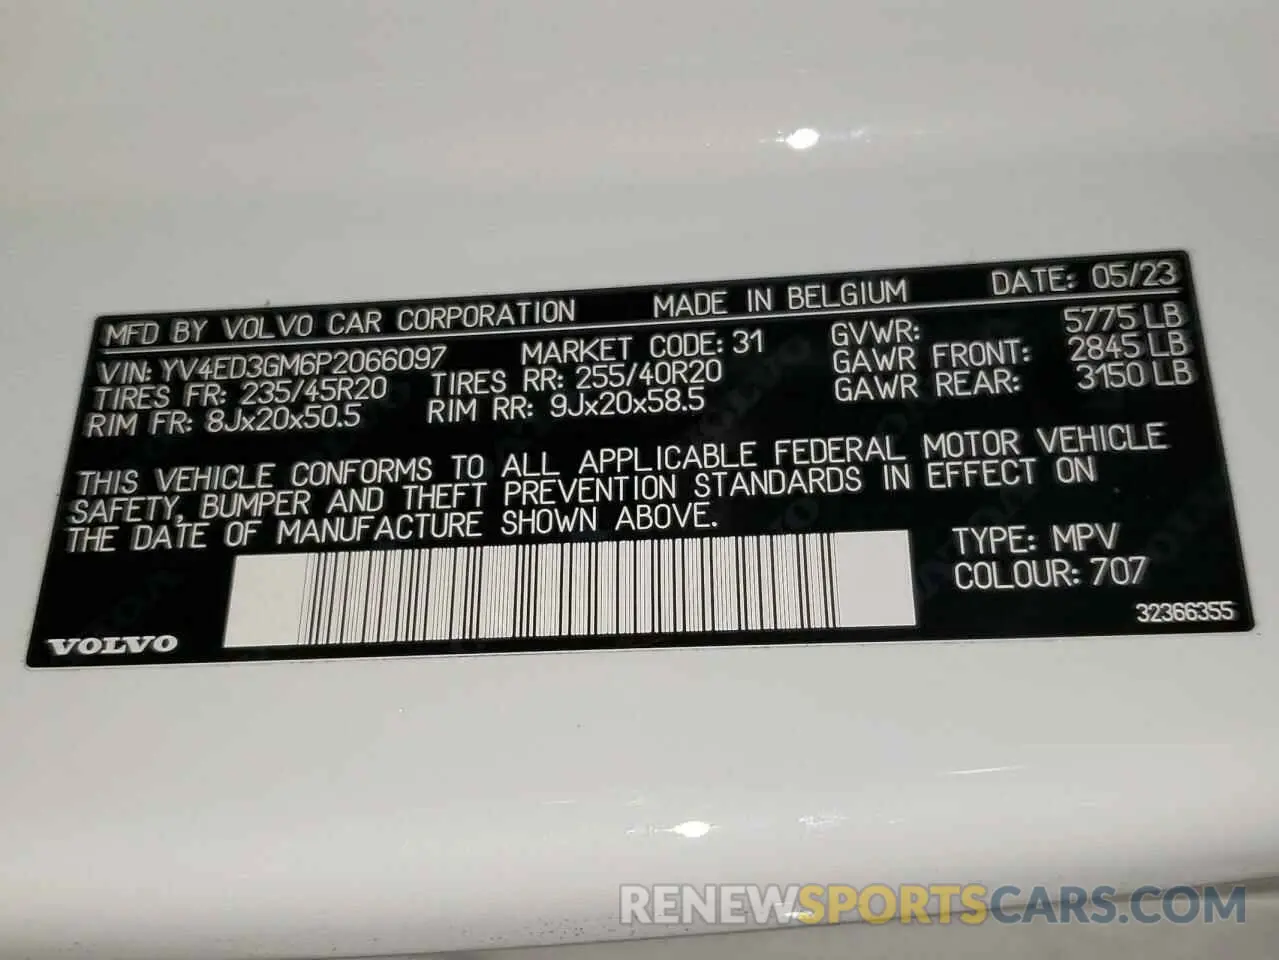 MFD BY VOLVO CAR CORPORATION MADE IN BELGIUM DATE: 05/23
VIN: YV4ED3GM6P2066097 MARKET CODE: 31 GVWR: 5775 LB
TIRES FR: 235/45R20 TIRES RR: 255/40R20 GAWR FRONT: 2845 LB
RIM FR: 8Jx20x50.5 RIM RR: 9Jx20x58.5 GAWR REAR: 3150 LB
THIS VEHICLE CONFORMS TO ALL APPLICABLE FEDERAL MOTOR VEHICLE
SAFETY, BUMPER AND THEFT PREVENTION STANDARDS IN EFFECT ON
THE DATE OF MANUFACTURE SHOWN ABOVE.
TYPE: MPV
COLOUR: 707
32366355
VOLVO
RENEWSPORTSCARS.COM